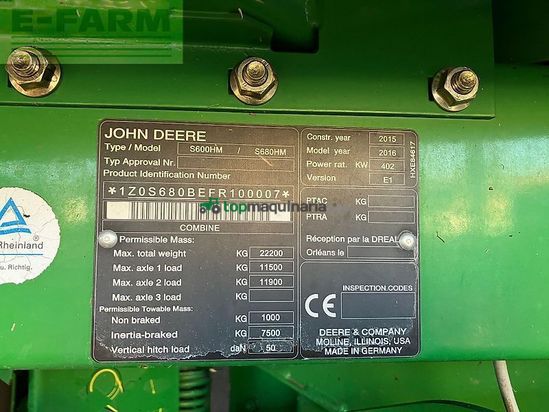 E-FARM
JOHN DEERE
Type / Model S600HM / S680HM
Typ Approval Nr.
Product Identification Number
*1Z0S680BEFR100007*
topmaquinaria
COMBINE
Permissible Mass:
Max. total weight KG 22200
Max. axle 1 load KG 11500
Max. axle 2 load KG 11900
Max. axle 3 load KG
Permissible Towable Mass:
Non braked KG 1000
Inertia-braked KG 7500
Vertical hitch load daN 50
Constr. year 2015
Model year 2016
Power rat. KW 402
Version E1
HXE84617
PTAC KG
PTRA KG
Réception par la DREAL
Orléans le
CE
INSPECTION.CODES
DEERE & COMPANY
MOLINE, ILLINOIS, USA
MADE IN GERMANY
TÜV
Rheinland
u. Richtig.